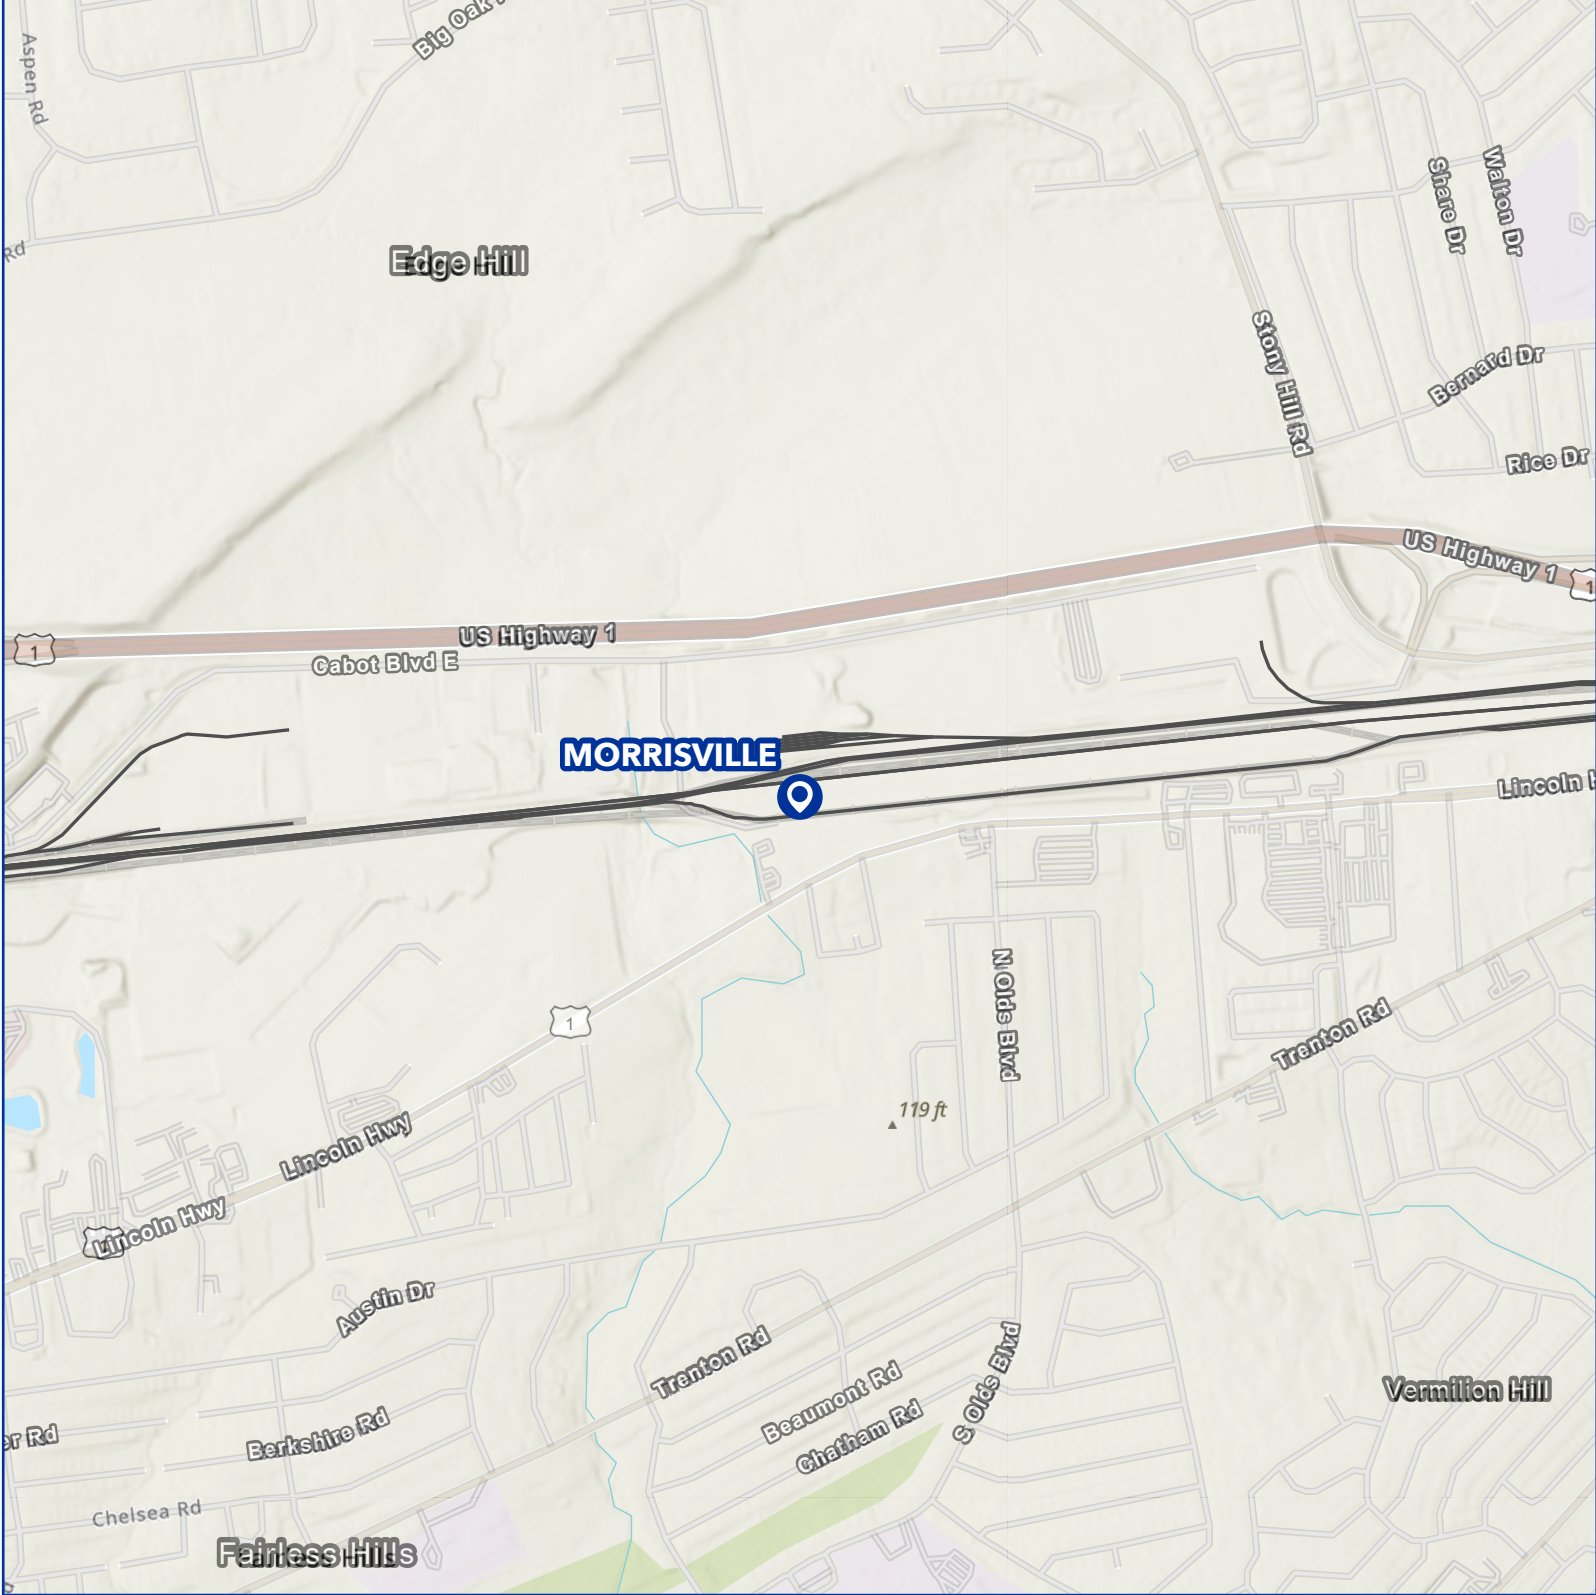 Big Oak
Aspen Rd
Rd
Edge Hill
Share Dr
Walton Dr
Stony Hill Rd
Bernard Dr
Rice Dr
US Highway 1
1
US Highway 1
1
Cabot Blvd E
MORRISVILLE
Lincoln H
1
N Olds Blvd
Trenton Rd
119 ft
Lincoln Hwy
Lincoln Hwy
Austin Dr
Trenton Rd
Beaumont Rd
Chatham Rd
S Olds Blvd
Vermilion Hill
er Rd
Berkshire Rd
Chelsea Rd
Fairless Hills